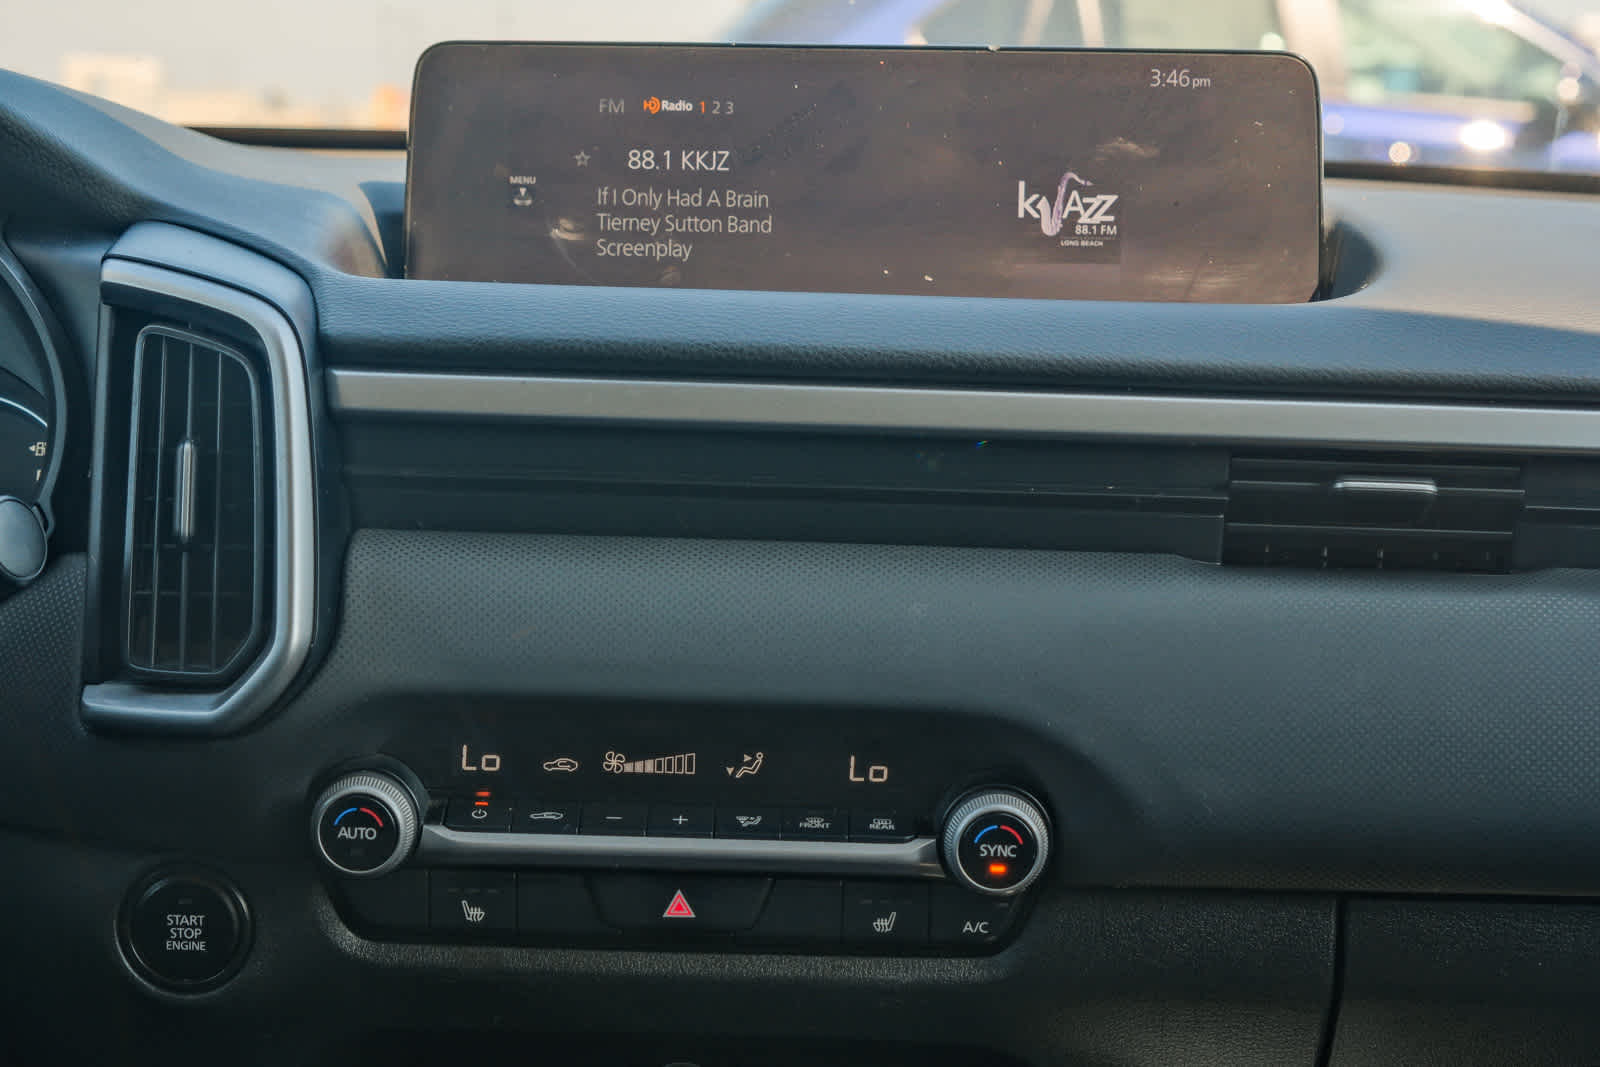 3:46 pm
FM HD Radio 1 2 3
88.1 KKJZ
MENU
If I Only Had A Brain
Tierney Sutton Band
Screenplay
kJAZZ
88.1 FM
LONG BEACH
Lo Lo
AUTO
FRONT
REAR
SYNC
START
STOP
ENGINE
A/C